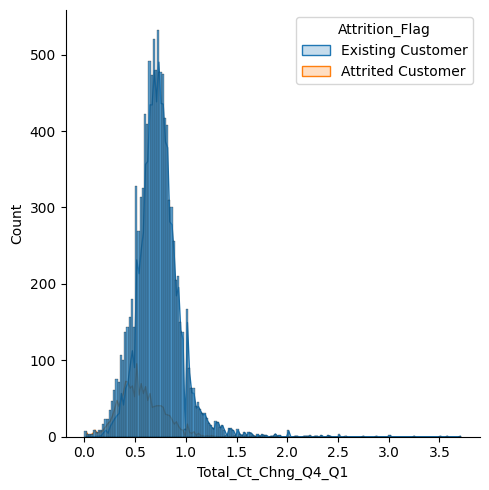 Attrition_Flag
Existing Customer
Attrited Customer
500
400
300
200
100
0
Count
0.0 0.5 1.0 1.5 2.0 2.5 3.0 3.5
Total_Ct_Chng_Q4_Q1